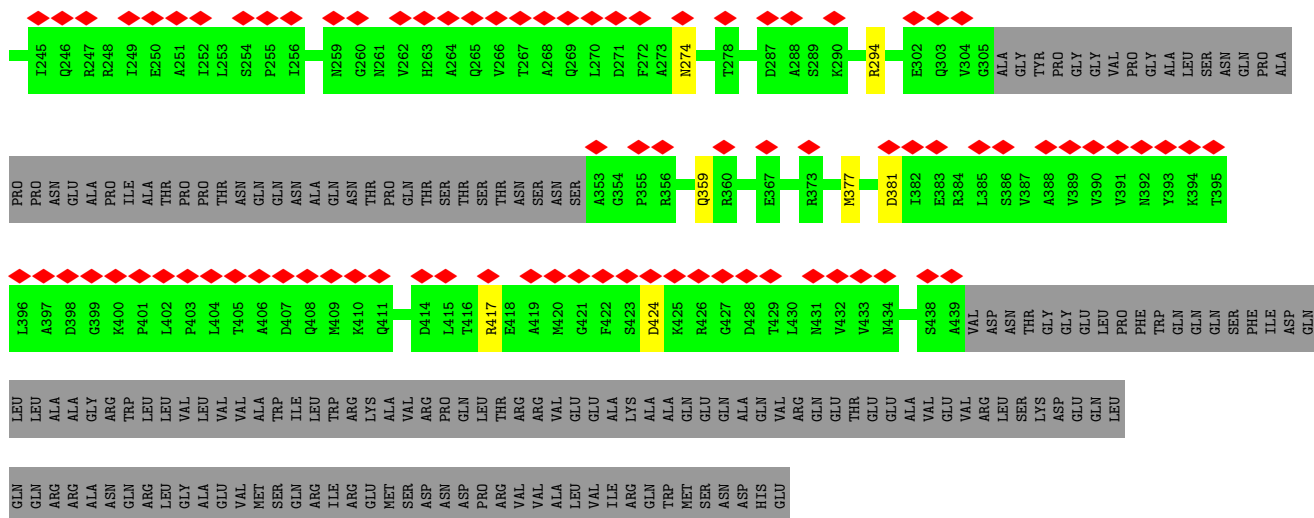 I245 Q246 R247 R248 I249 E250 A251 I252 L253 S254 P255 I256 N259 G260 N261 V262 H263 A264 Q265 V266 T267 A268 Q269 L270 D271 F272 A273 N274 T278 D287 A288 S289 K290 R294 E302 Q303 V304 G305 ALA GLY TYR PRO GLY GLY VAL PRO GLY ALA LEU SER ASN GLN PRO ALA
PRO PRO ASN GLU ALA PRO ILE ALA THR PRO PRO THR ASN GLN GLN ASN ALA GLN ASN THR PRO GLN THR SER THR SER THR ASN SER ASN SER A353 G354 P355 R356 Q359 R360 E367 R373 M377 D381 I382 E383 R384 L385 S386 V387 A388 V389 V390 V391 N392 Y393 K394 T395
L396 A397 D398 G399 K400 P401 L402 P403 L404 T405 A406 D407 Q408 M409 K410 Q411 D414 L415 T416 R417 E418 A419 M420 G421 F422 S423 D424 K425 R426 G427 D428 T429 L430 N431 V432 V433 N434 S438 A439 VAL ASP ASN THR GLY GLY GLU LEU PRO PHE TRP GLN GLN GLN SER PHE ILE ASP GLN
LEU LEU ALA ALA GLY ARG TRP LEU LEU VAL LEU VAL VAL ALA TRP ILE LEU TRP ARG LYS ALA VAL ARG PRO GLN LEU THR ARG ARG VAL GLU GLU ALA LYS ALA ALA GLN GLU GLN ALA GLN VAL ARG GLN GLU THR GLU GLU ALA VAL GLU VAL ARG LEU SER LYS ASP GLU GLN LEU
GLN GLN ARG ARG ALA ASN GLN ARG LEU GLY ALA GLU VAL MET SER GLN ARG ILE ARG GLU MET SER ASP ASN ASP PRO ARG VAL VAL ALA LEU VAL ILE ARG GLN TRP MET SER ASN ASP HIS GLU